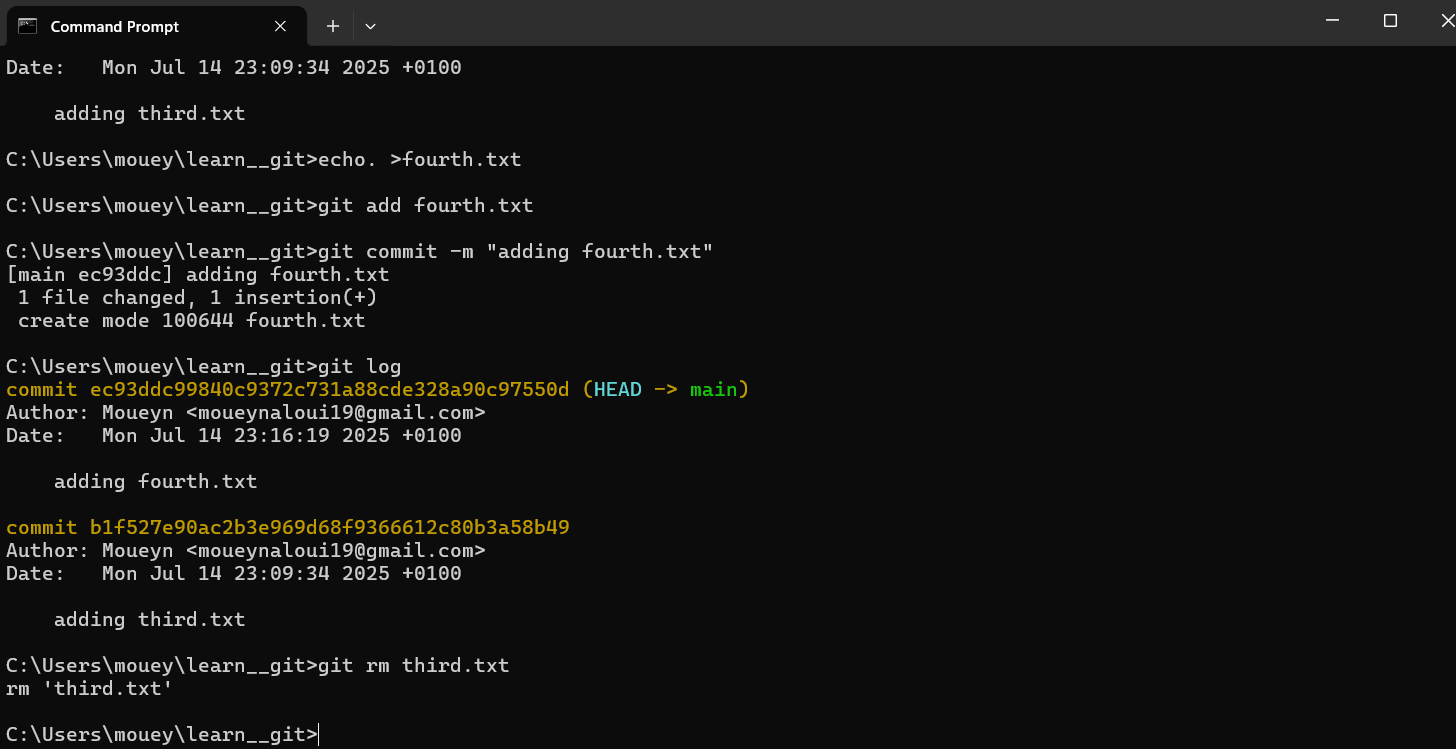 Command Prompt
Date:   Mon Jul 14 23:09:34 2025 +0100
    adding third.txt
C:\Users\mouey\learn__git>echo. >fourth.txt
C:\Users\mouey\learn__git>git add fourth.txt
C:\Users\mouey\learn__git>git commit -m "adding fourth.txt"
[main ec93ddc] adding fourth.txt
 1 file changed, 1 insertion(+)
 create mode 100644 fourth.txt
C:\Users\mouey\learn__git>git log
commit ec93ddc99840c9372c731a88cde328a90c97550d (HEAD -> main)
Author: Moueyn <moueynaloui19@gmail.com>
Date:   Mon Jul 14 23:16:19 2025 +0100
    adding fourth.txt
commit b1f527e90ac2b3e969d68f9366612c80b3a58b49
Author: Moueyn <moueynaloui19@gmail.com>
Date:   Mon Jul 14 23:09:34 2025 +0100
    adding third.txt
C:\Users\mouey\learn__git>git rm third.txt
rm 'third.txt'
C:\Users\mouey\learn__git>